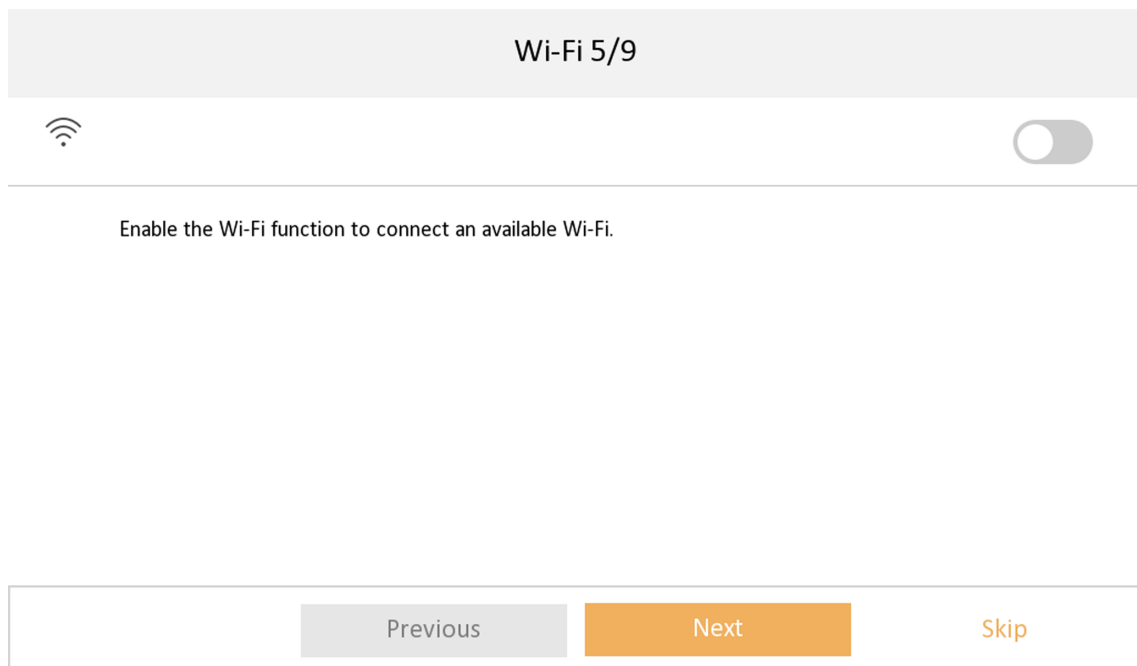 Wi-Fi 5/9
Enable the Wi-Fi function to connect an available Wi-Fi.
Previous
Next
Skip